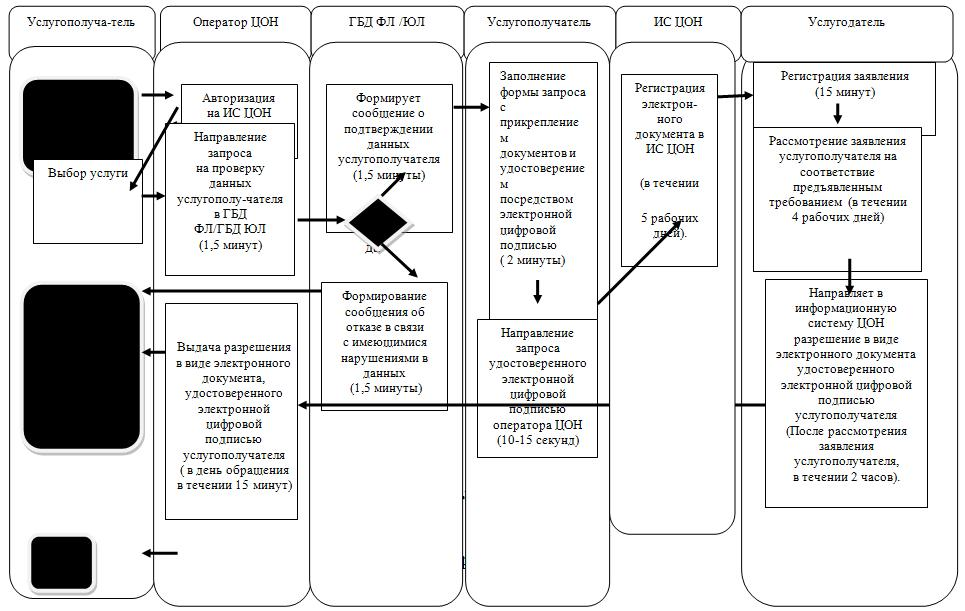 Услугополуча-тель
Оператор ЦОН
ГБД ФЛ /ЮЛ
Услугополучатель
ИС ЦОН
Услугодатель
Выбор услуги
Авторизация
на ИС ЦОН
Направление
запроса
на проверку
данных
услугополу-чателя
в ГБД
ФЛ/ГБД ЮЛ
(1,5 минут)
Выдача разрешения
в виде электронного
документа,
удостоверенного
электронной
цифровой
подписью
услугополучателя
( в день обращения
в течении 15 минут)
Формирует
сообщение о
подтверждении
данных
услугополучателя
(1,5 минуты)
Формирование
сообщения об
отказе в связи
с имеющимися
нарушениями в
данных
(1,5 минуты)
Заполнение
формы запроса
с
прикрепление
м
документов и
удостоверение
м
посредством
электронной
цифровой
подписью
( 2 минуты)
Направление
запроса
удостоверенного
электронной
цифровой
подписью
оператора ЦОН
(10-15 секунд)
Регистрация
электрон-
ного
документа в
ИС ЦОН
(в течении
5 рабочих
дней).
Регистрация заявления
(15 минут)
Рассмотрение заявления
услугополучателя на
соответствие
предъявленным
требованием (в течении
4 рабочих дней)
Направляет в
информационную
систему ЦОН
разрешение в виде
электронного документа
удостоверенного
электронной цифровой
подписью
услугополучателя
(После рассмотрения
заявления
услугополучателя,
в течении 2 часов).